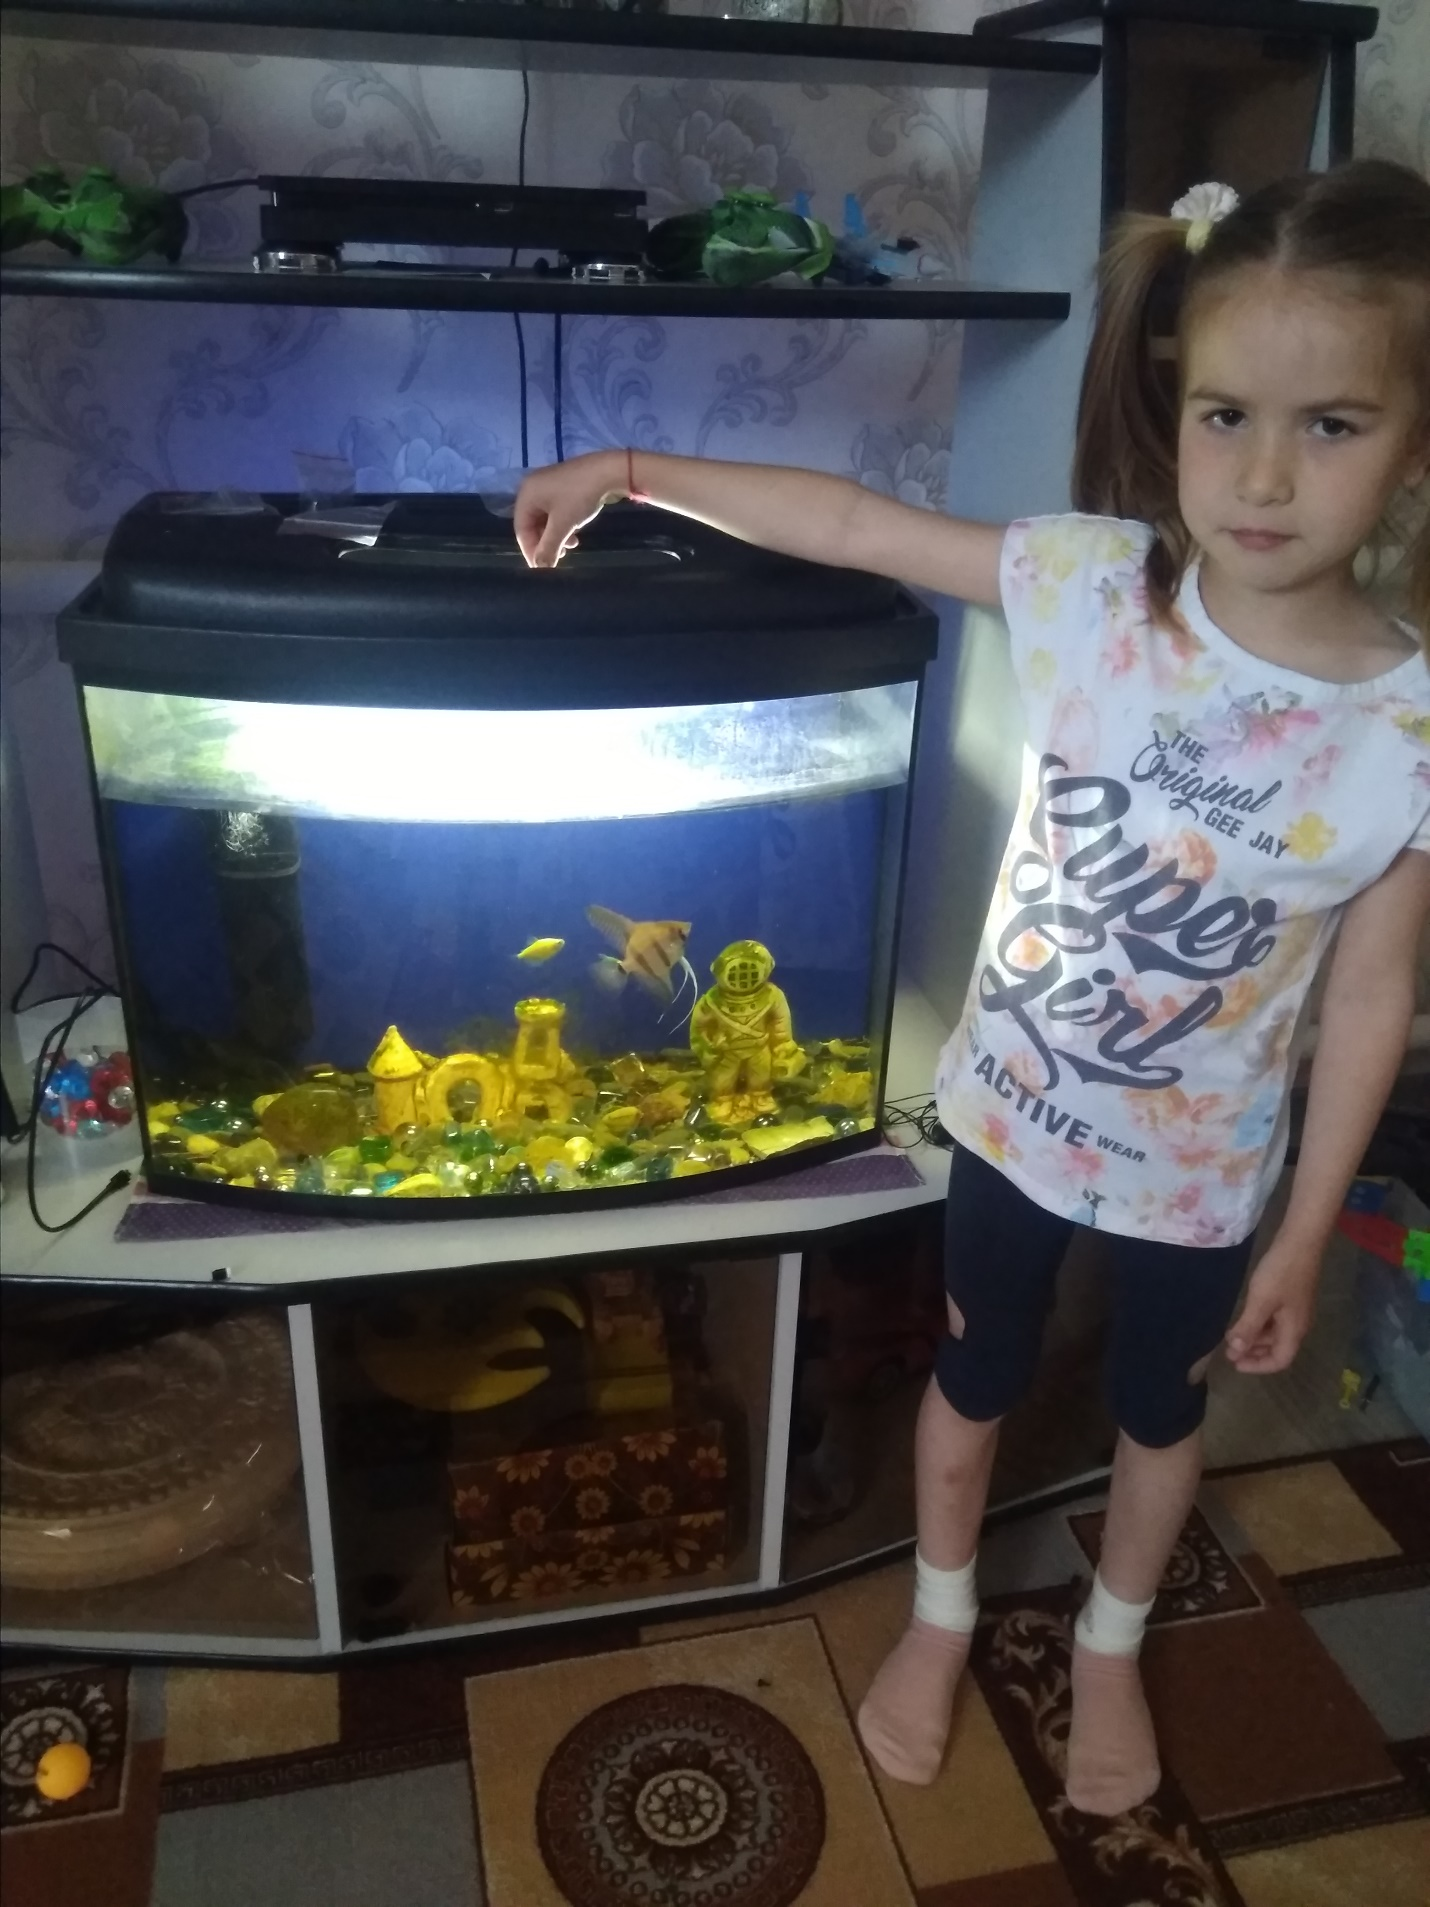 THE
Original
GEE JAY
Super
Girl
ACTIVE WEAR